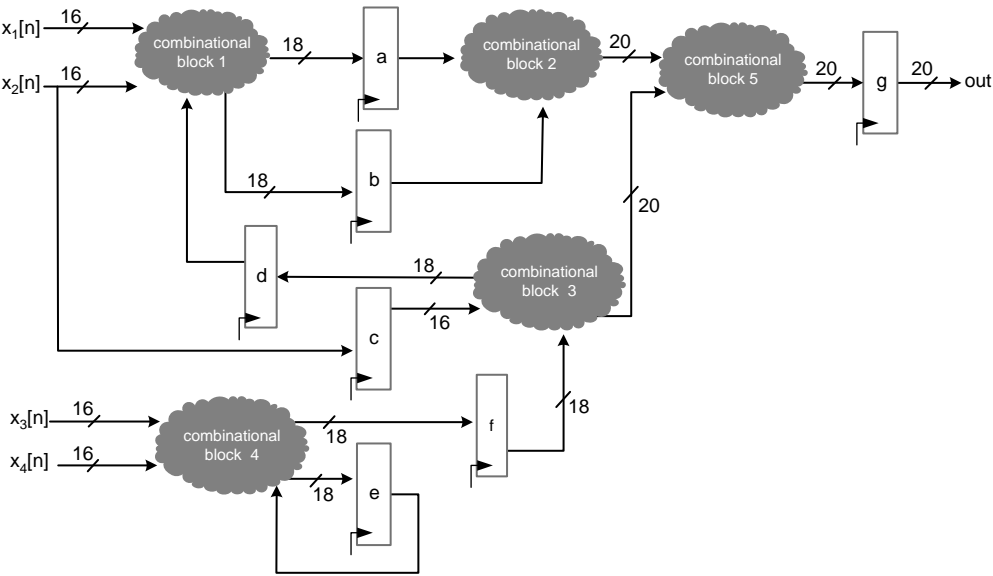 x1[n]
16
combinational
block 1
18
a
combinational
block 2
20
combinational
block 5
20
g
20
out
x2[n]
16
18
b
20
d
18
combinational
block 3
c
16
x3[n]
16
combinational
block 4
18
f
18
x4[n]
16
18
e